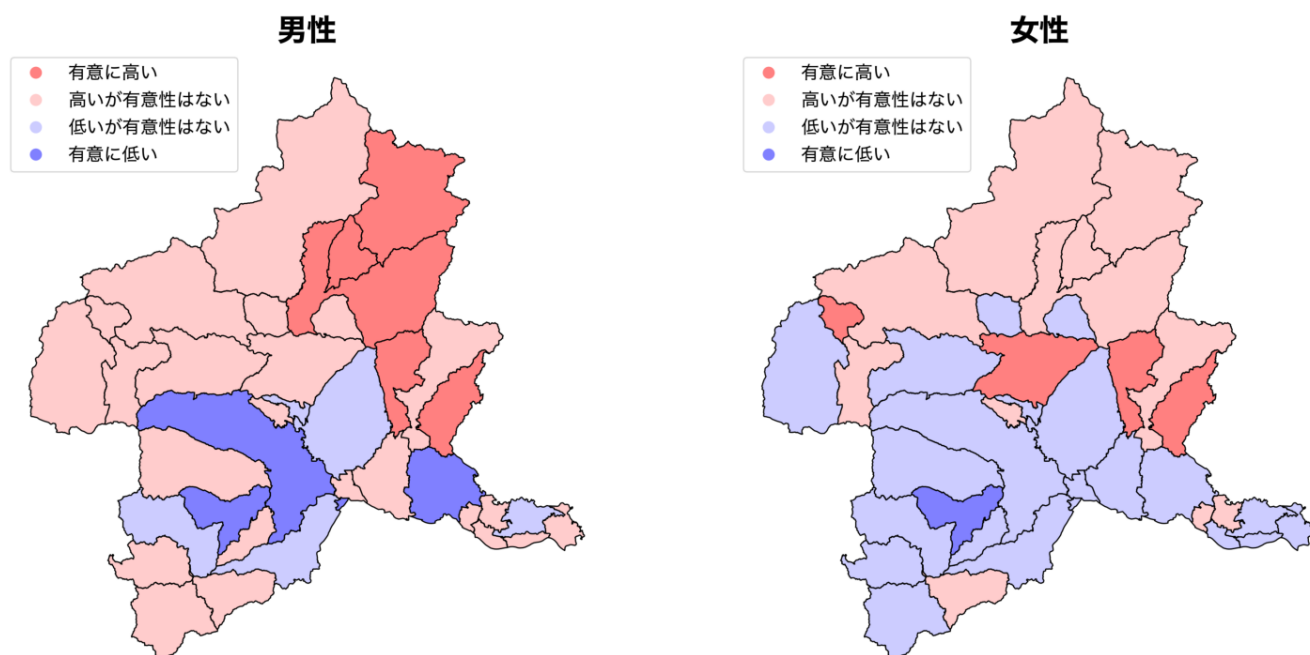 男性
有意に高い
高いが有意性はない
低いが有意性はない
有意に低い
女性
有意に高い
高いが有意性はない
低いが有意性はない
有意に低い